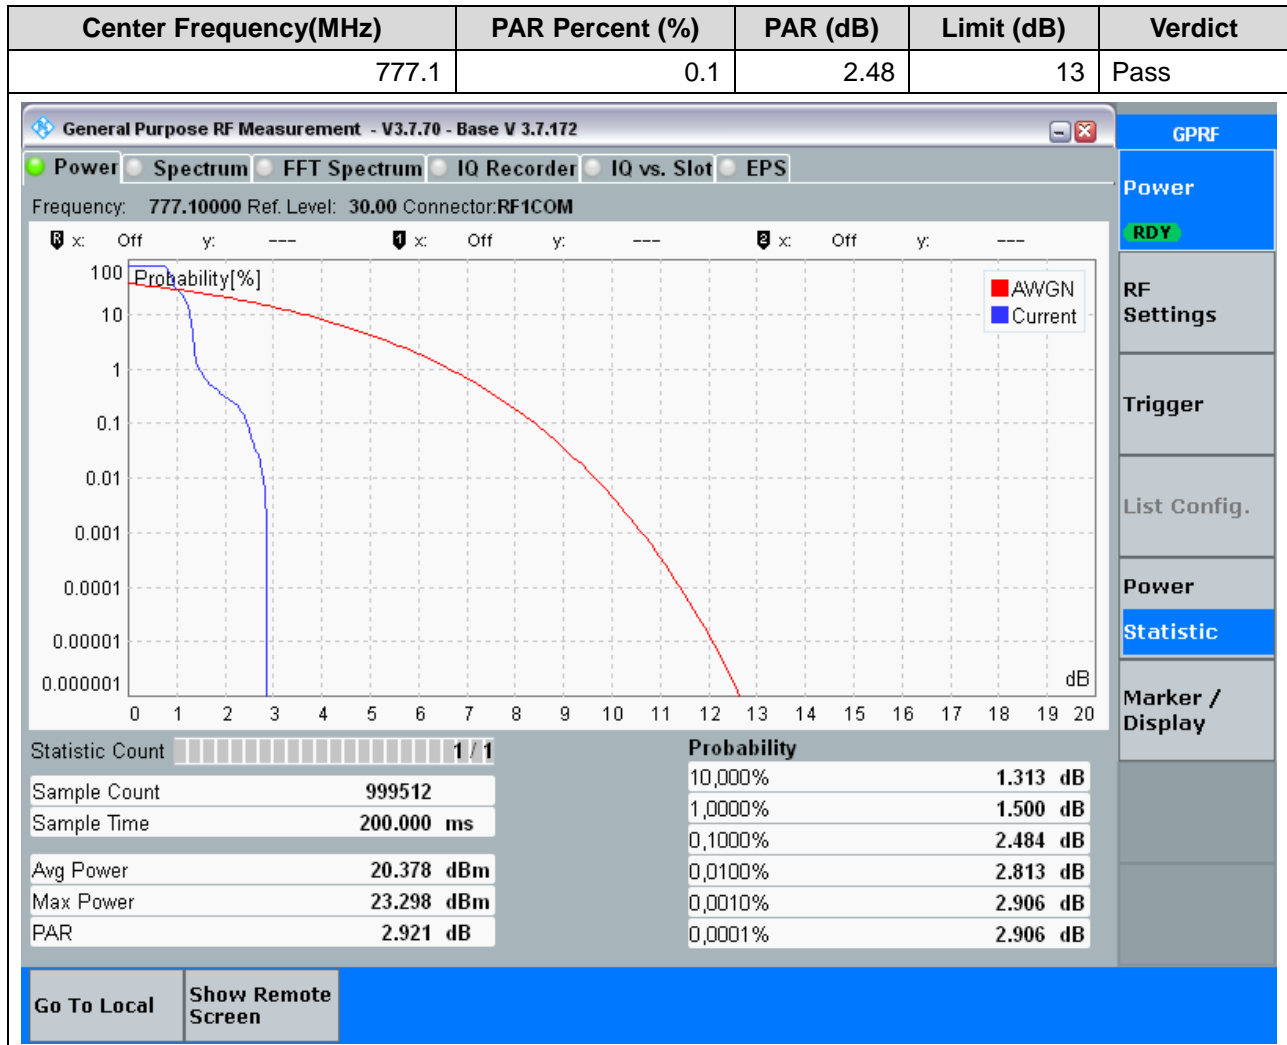 Center Frequency(MHz) PAR Percent (%) PAR (dB) Limit (dB) Verdict
777.1 0.1 2.48 13 Pass
General Purpose RF Measurement - V3.7.70 - Base V 3.7.172
GPRF
Power Spectrum FFT Spectrum IQ Recorder IQ vs. Slot EPS
Frequency: 777.10000 Ref. Level: 30.00 Connector:RF1COM
R x: Off y: --- 1 x: Off y: --- 2 x: Off y: ---
Probability[%]
100
10
1
0.1
0.01
0.001
0.0001
0.00001
0.000001
AWGN
Current
dB
0 1 2 3 4 5 6 7 8 9 10 11 12 13 14 15 16 17 18 19 20
Statistic Count 1 / 1
Sample Count 999512
Sample Time 200.000 ms
Avg Power 20.378 dBm
Max Power 23.298 dBm
PAR 2.921 dB
Probability
10,000% 1.313 dB
1,0000% 1.500 dB
0,1000% 2.484 dB
0,0100% 2.813 dB
0,0010% 2.906 dB
0,0001% 2.906 dB
Power
RDY
RF
Settings
Trigger
List Config.
Power
Statistic
Marker /
Display
Go To Local
Show Remote
Screen